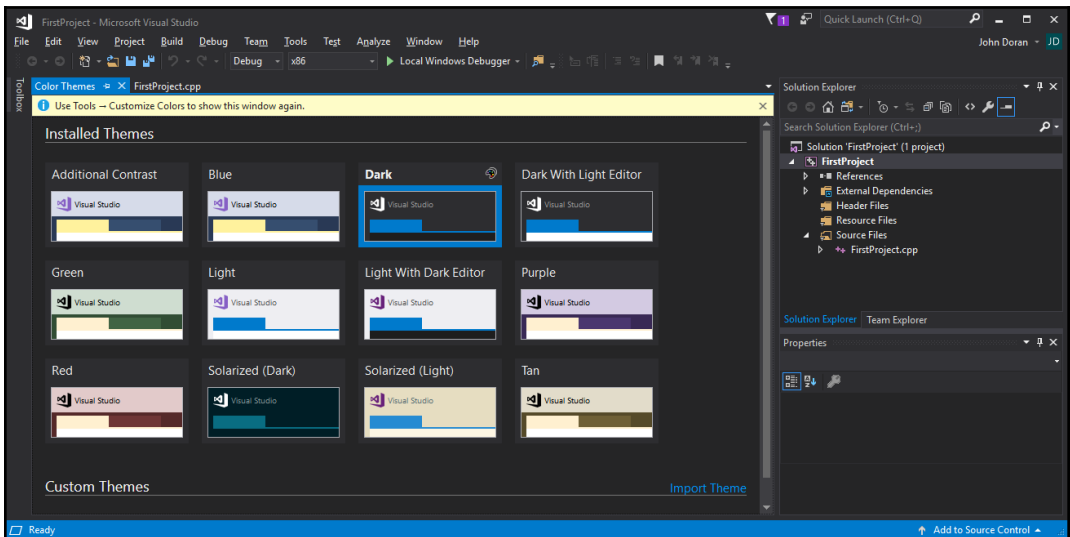 FirstProject - Microsoft Visual Studio
1
Quick Launch (Ctrl+Q)
File Edit View Project Build Debug Team Tools Test Analyze Window Help
John Doran JD
Debug x86 Local Windows Debugger
Toolbox
Color Themes FirstProject.cpp
Use Tools → Customize Colors to show this window again.
Installed Themes
Additional Contrast Blue Dark Dark With Light Editor
Visual Studio Visual Studio Visual Studio Visual Studio
Green Light Light With Dark Editor Purple
Visual Studio Visual Studio Visual Studio Visual Studio
Red Solarized (Dark) Solarized (Light) Tan
Visual Studio Visual Studio Visual Studio Visual Studio
Custom Themes Import Theme
Solution Explorer
Search Solution Explorer (Ctrl+;)
Solution 'FirstProject' (1 project)
FirstProject
References
External Dependencies
Header Files
Resource Files
Source Files
FirstProject.cpp
Solution Explorer Team Explorer
Properties
Ready
Add to Source Control